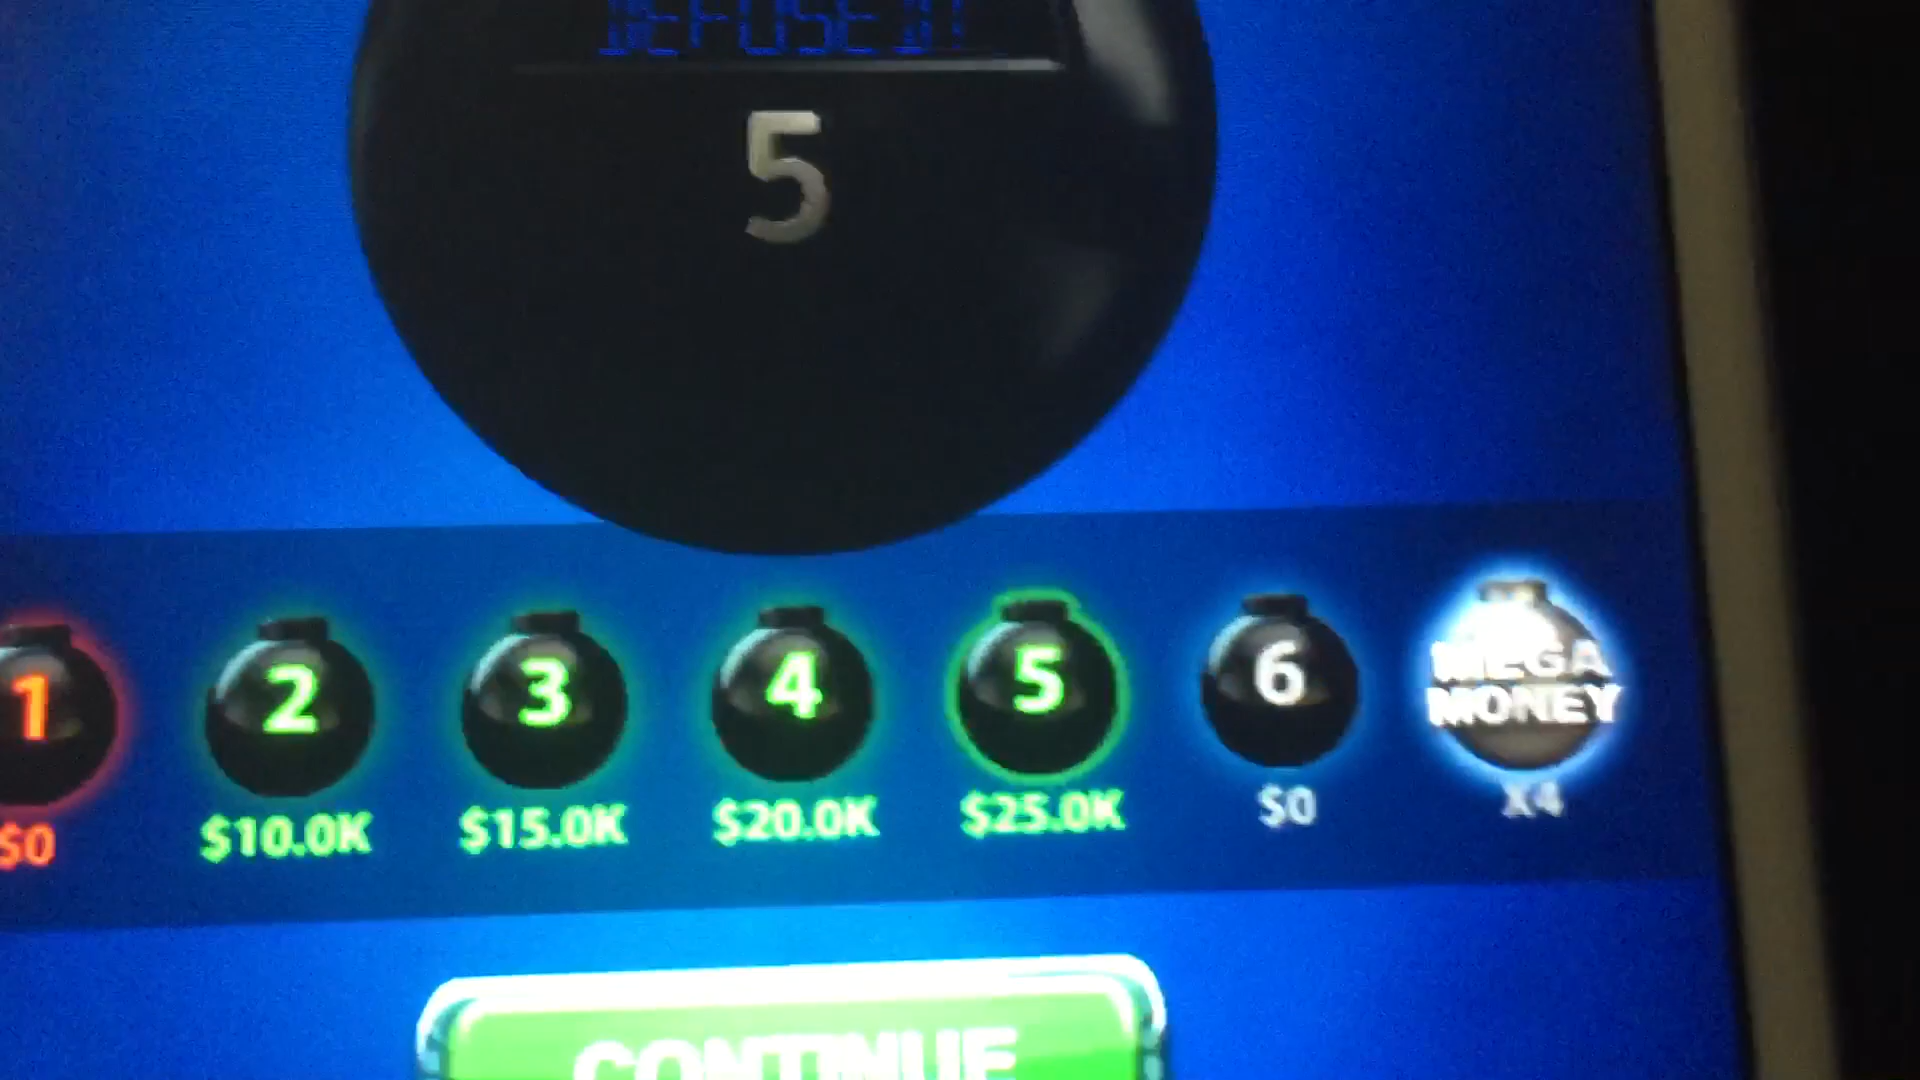 DEFUSED!
5
1 2 3 4 5 6 MEGA MONEY
$0 $10.0K $15.0K $20.0K $25.0K $0 X4
CONTINUE